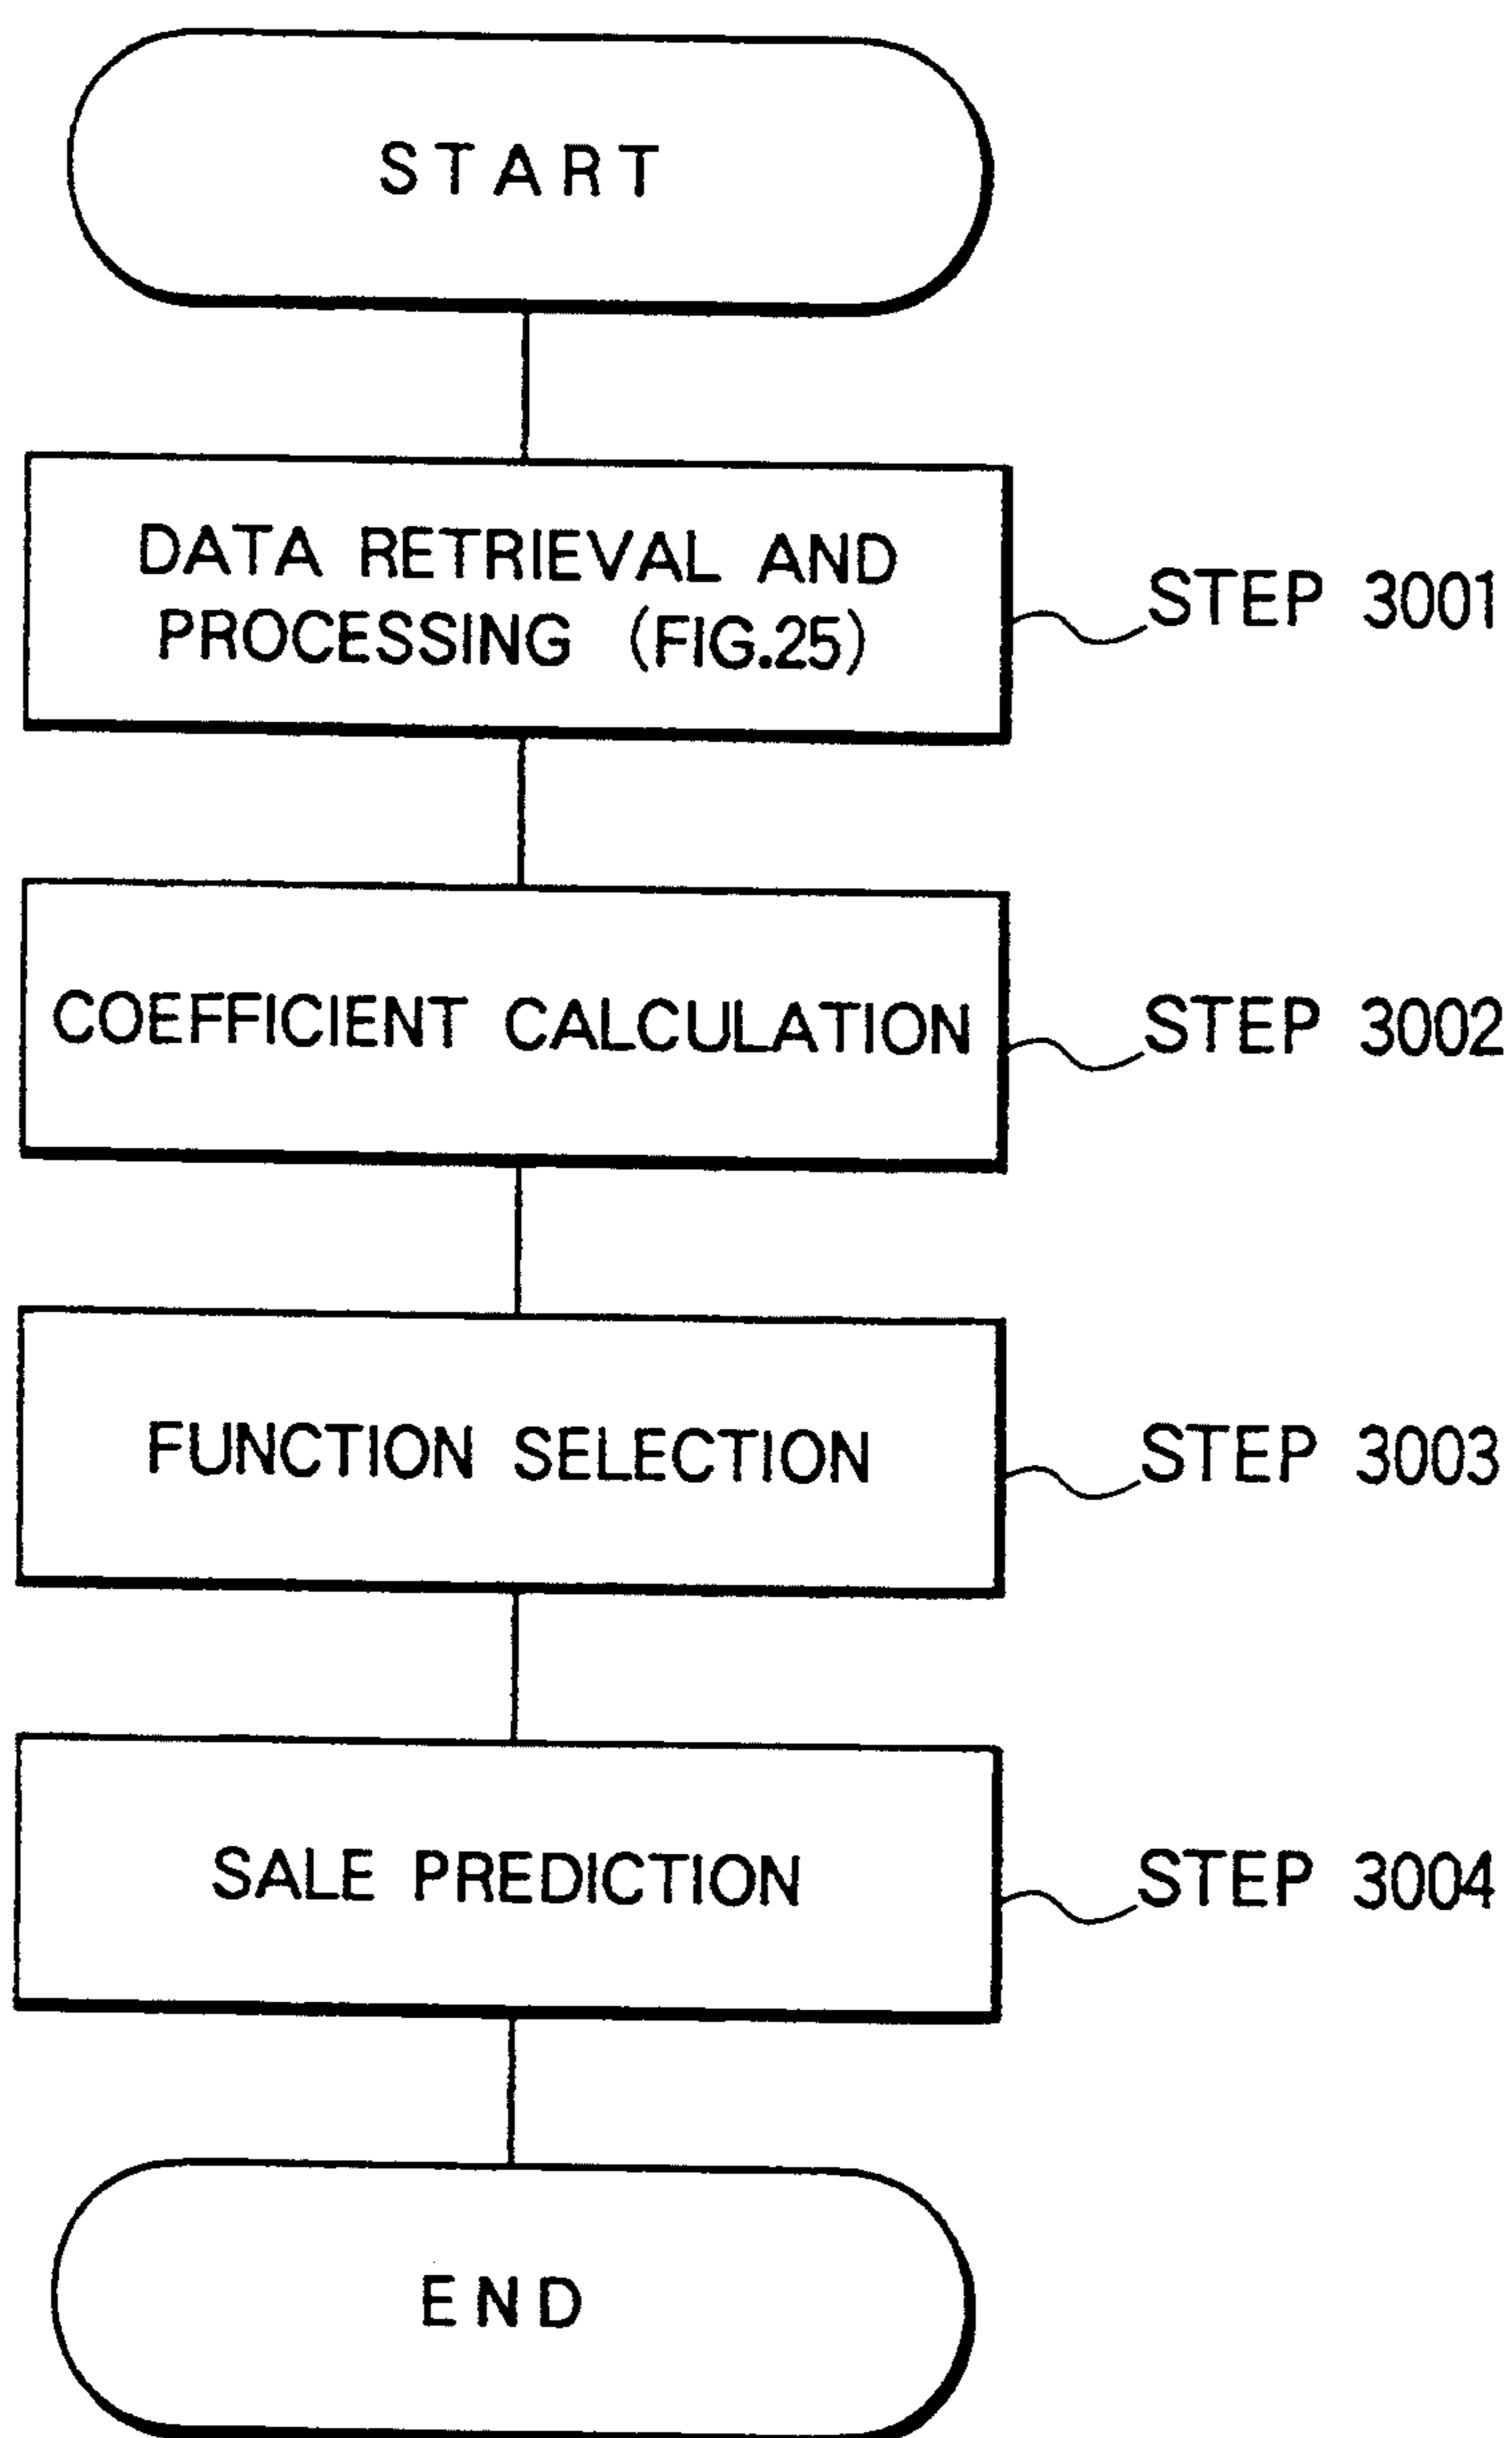 START
DATA RETRIEVAL AND
PROCESSING (FIG.25)
STEP 3001
COEFFICIENT CALCULATION
STEP 3002
FUNCTION SELECTION
STEP 3003
SALE PREDICTION
STEP 3004
END